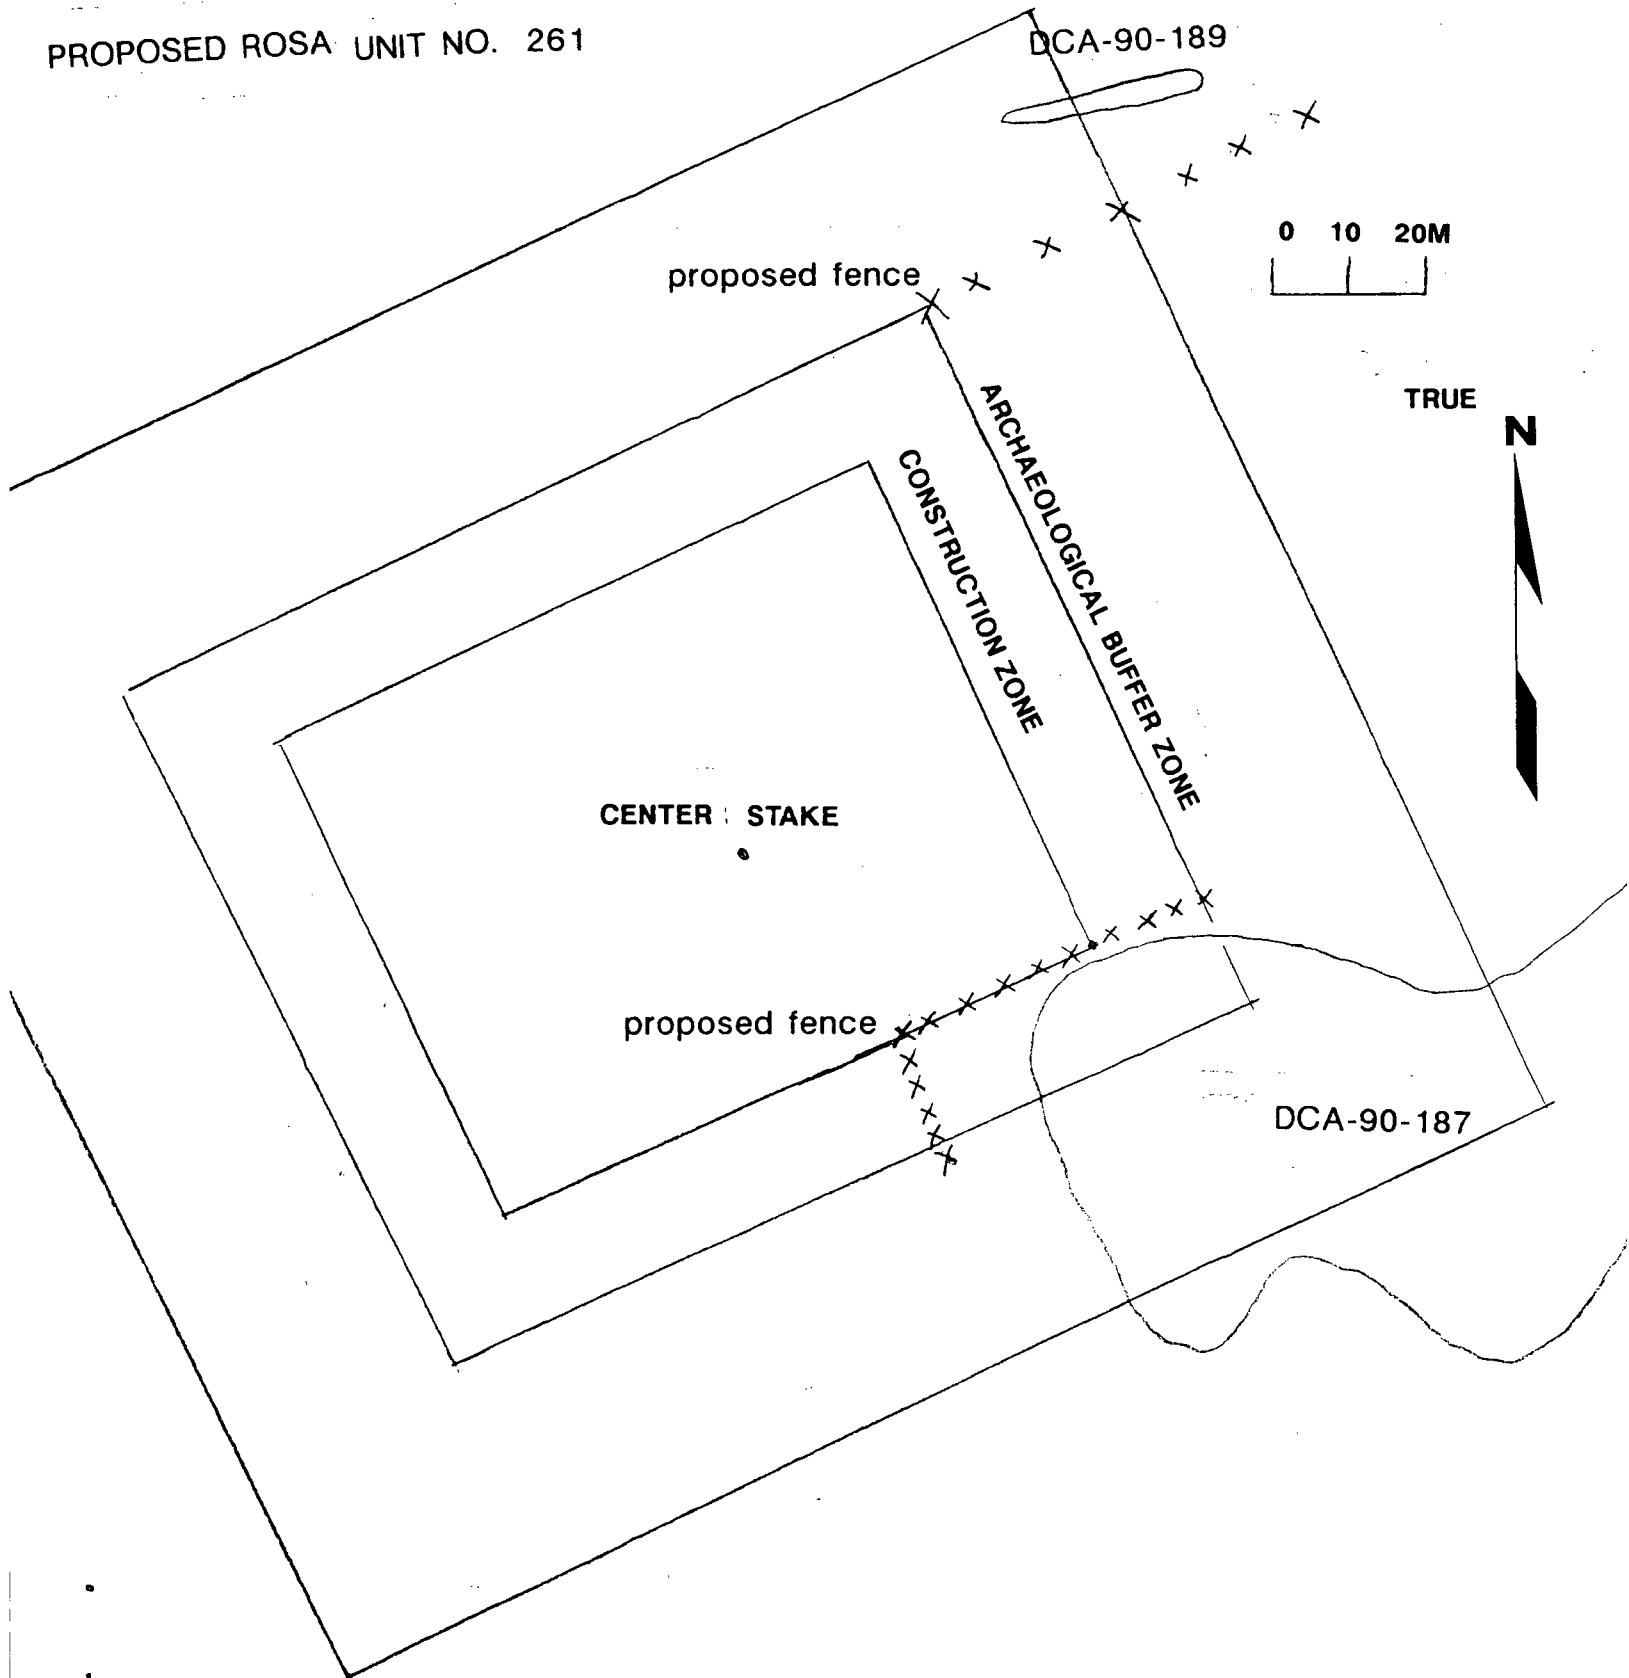 PROPOSED ROSA UNIT NO. 261
DCA-90-189
0 10 20M
proposed fence
TRUE
N
ARCHAEOLOGICAL BUFFER ZONE
CONSTRUCTION ZONE
CENTER STAKE
proposed fence
DCA-90-187